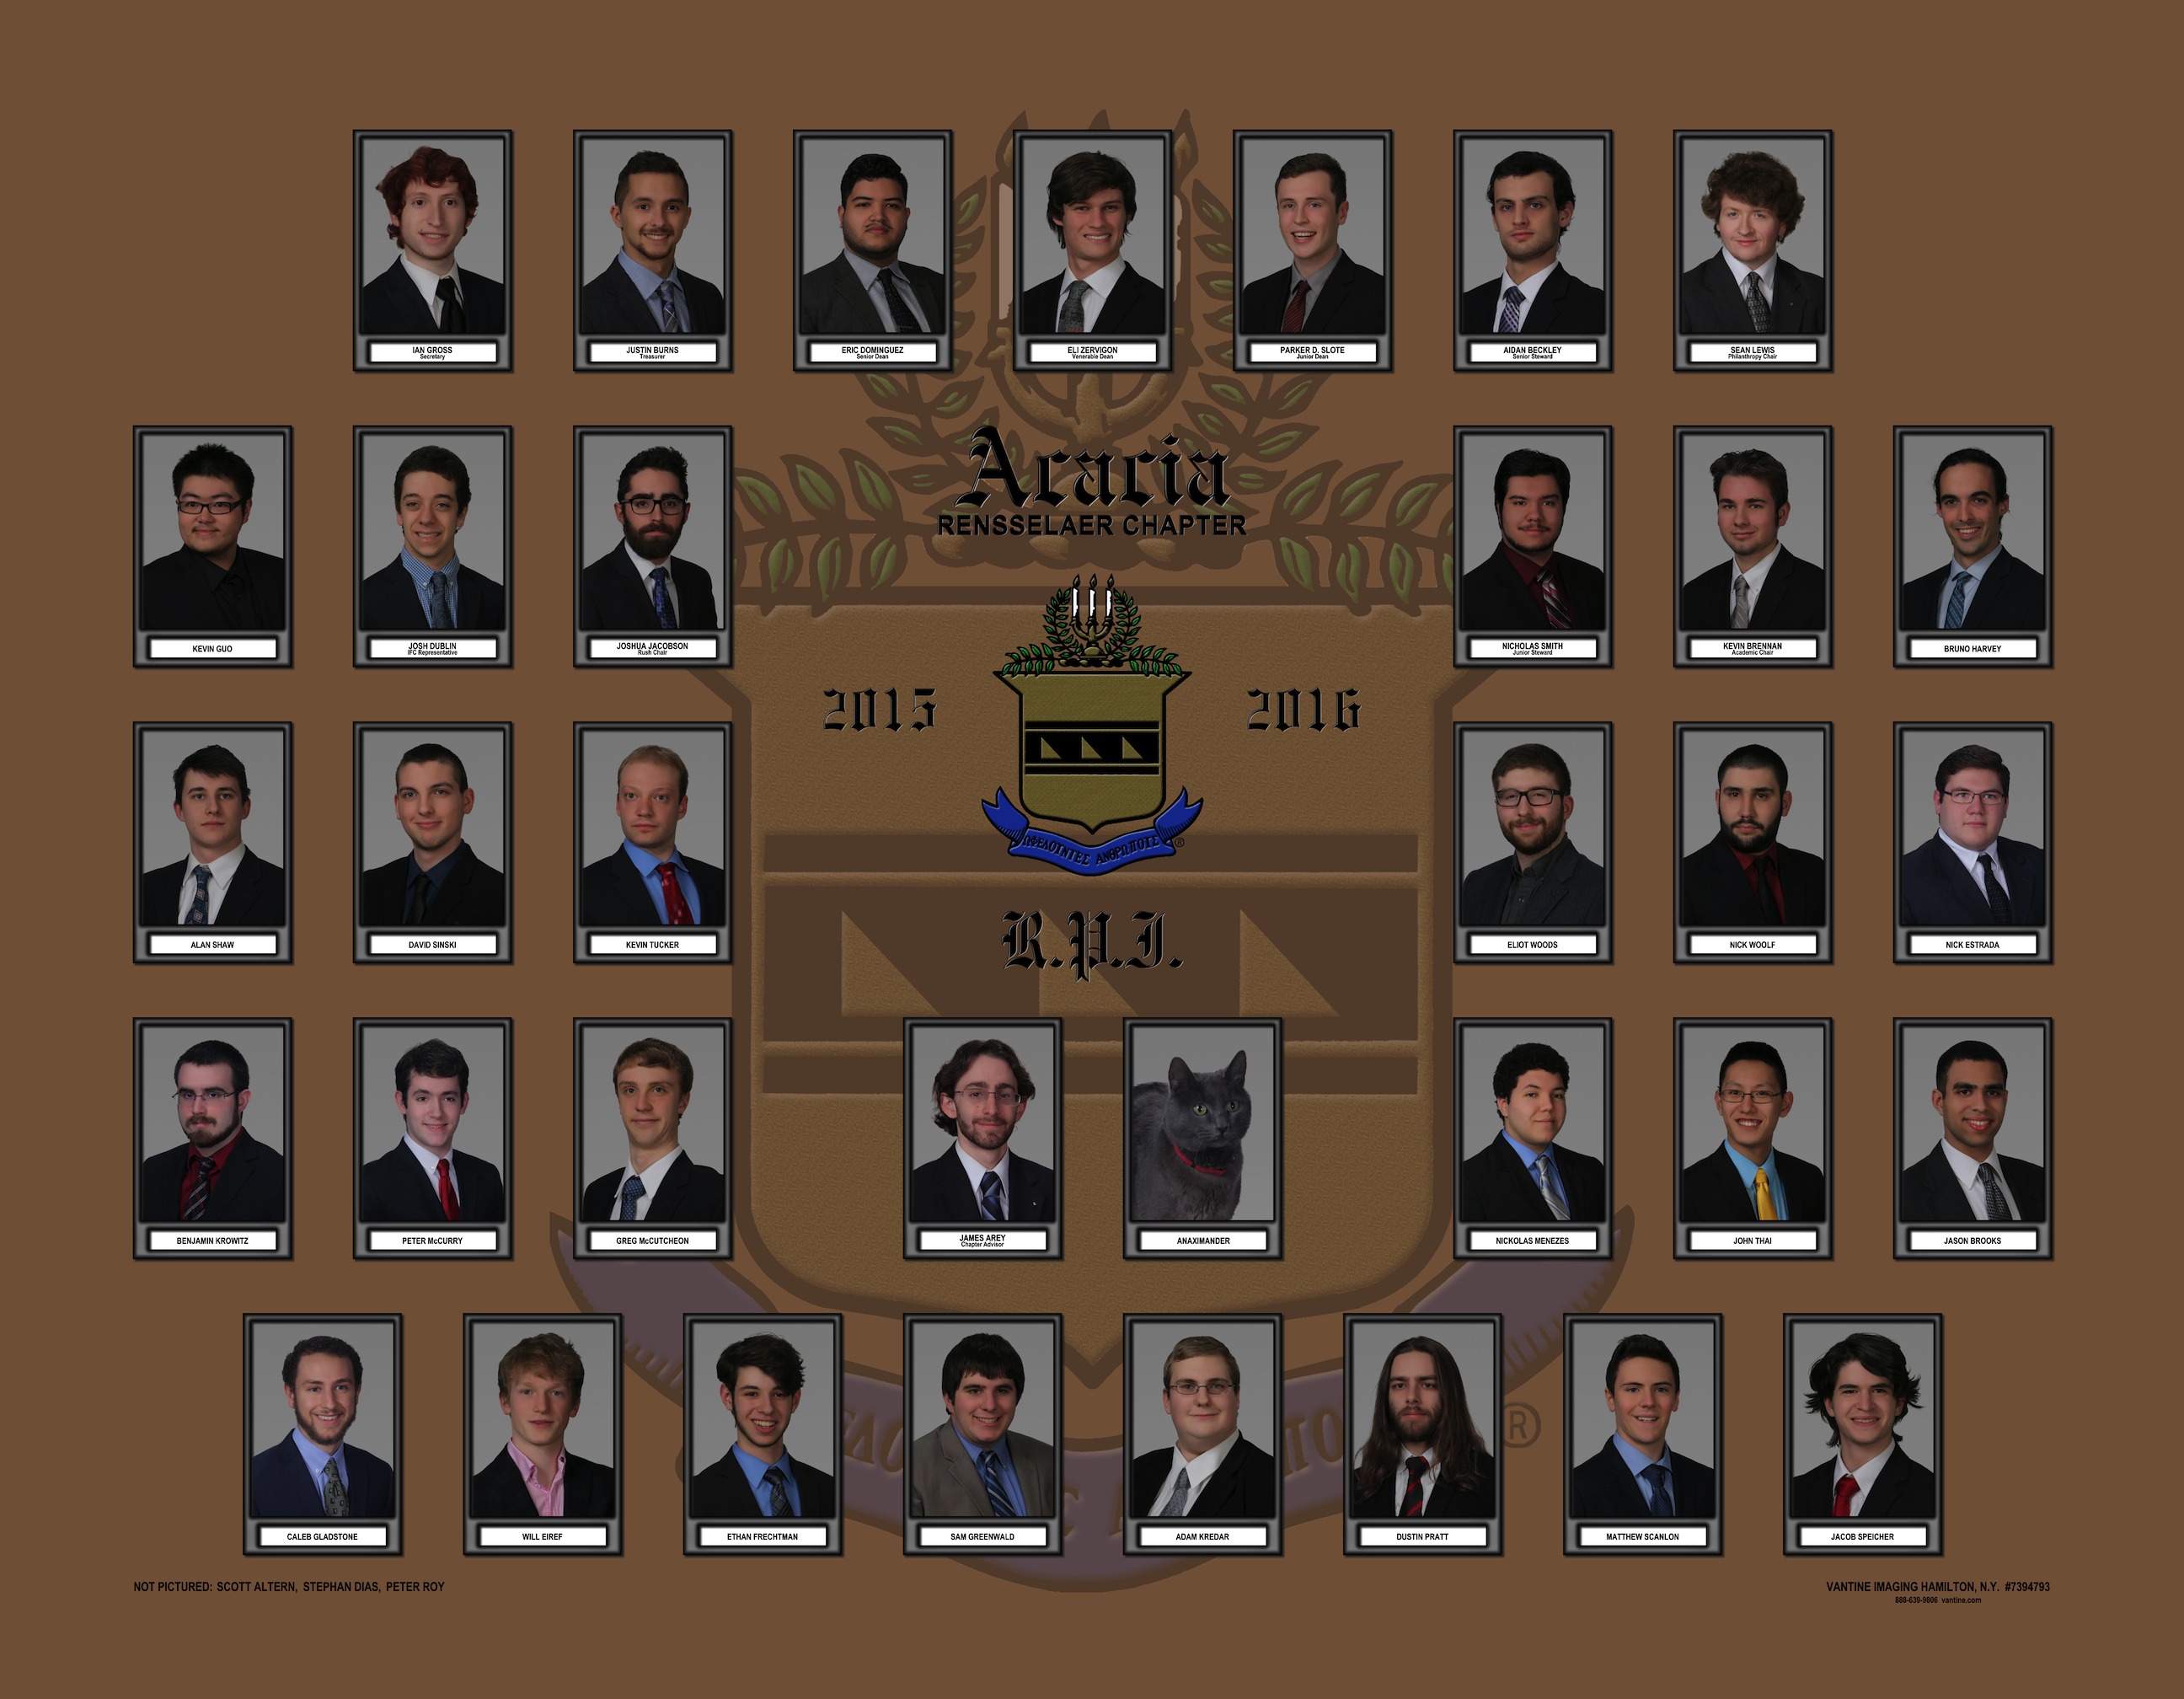 IAN GROSS
Secretary
JUSTIN BURNS
Treasurer
ERIC DOMINGUEZ
Senior Dean
ELI ZERVIGON
Venerable Dean
PARKER D. SLOTE
Junior Dean
AIDAN BECKLEY
Senior Steward
SEAN LEWIS
Philanthropy Chair
Acacia
RENSSELAER CHAPTER
KEVIN GUO
JOSH DUBLIN
IFC Representative
JOSHUA JACOBSON
Rush Chair
NICHOLAS SMITH
Junior Steward
KEVIN BRENNAN
Academic Chair
BRUNO HARVEY
2015
2016
ΩΦΕΛΟΥΝΤΕΣ ΑΝΘΡΩΠΟΥΣ ®
ALAN SHAW
DAVID SINSKI
KEVIN TUCKER
R.P.I.
ELIOT WOODS
NICK WOOLF
NICK ESTRADA
BENJAMIN KROWITZ
PETER McCURRY
GREG McCUTCHEON
JAMES AREY
Chapter Advisor
ANAXIMANDER
NICKOLAS MENEZES
JOHN THAI
JASON BROOKS
®
CALEB GLADSTONE
WILL EIREF
ETHAN FRECHTMAN
SAM GREENWALD
ADAM KREDAR
DUSTIN PRATT
MATTHEW SCANLON
JACOB SPEICHER
NOT PICTURED: SCOTT ALTERN, STEPHAN DIAS, PETER ROY
VANTINE IMAGING HAMILTON, N.Y. #7394793
888-639-9806 vantine.com